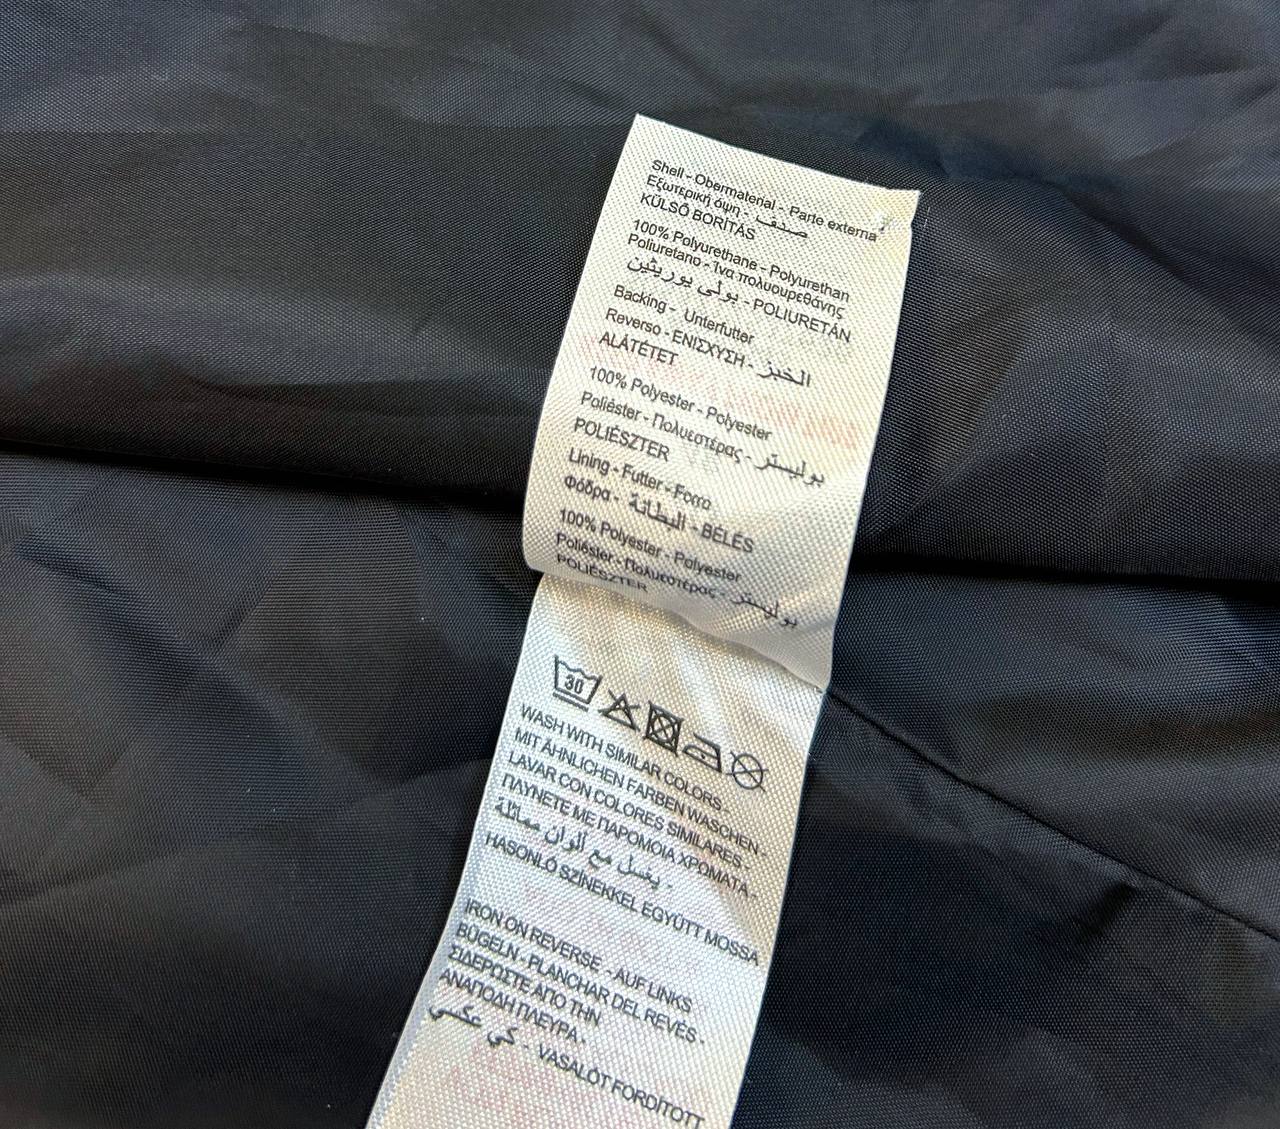 Shell - Obermaterial - Parte externa
Εξωτερική όψη - صدف
KÜLSŐ BORÍTÁS
100% Polyurethane - Polyurethan
Poliuretano - Ίνα πολυουρεθάνης
بولي يوريثين - POLIURETÁN
Backing - Unterfutter
Reverso - ΕΝΙΣΧΥΣΗ - الخبز
ALÁTÉTET
100% Polyester - Polyester
Poliéster - Πολυεστέρας - بوليستر
POLIÉSZTER
Lining - Futter - Forro
Φόδρα - البطانة - BÉLÉS
100% Polyester - Polyester
Poliéster - Πολυεστέρας - بوليستر
POLIÉSZTER
30
WASH WITH SIMILAR COLORS -
MIT ÄHNLICHEN FARBEN WASCHEN -
LAVAR CON COLORES SIMILARES -
ΠΛΥΝΕΤΕ ΜΕ ΠΑΡΟΜΟΙΑ ΧΡΟΜΑΤΑ -
يغسل مع ألوان مماثلة -
HASONLÓ SZÍNEKKEL EGYÜTT MOSSA
IRON ON REVERSE - AUF LINKS
BÜGELN - PLANCHAR DEL REVÉS -
ΣΙΔΕΡΩΣΤΕ ΑΠΟ ΤΗΝ
ΑΝΑΠΟΔΗ ΠΛΕΥΡΑ -
كي عكسي - VASALÓT FORDÍTOTT